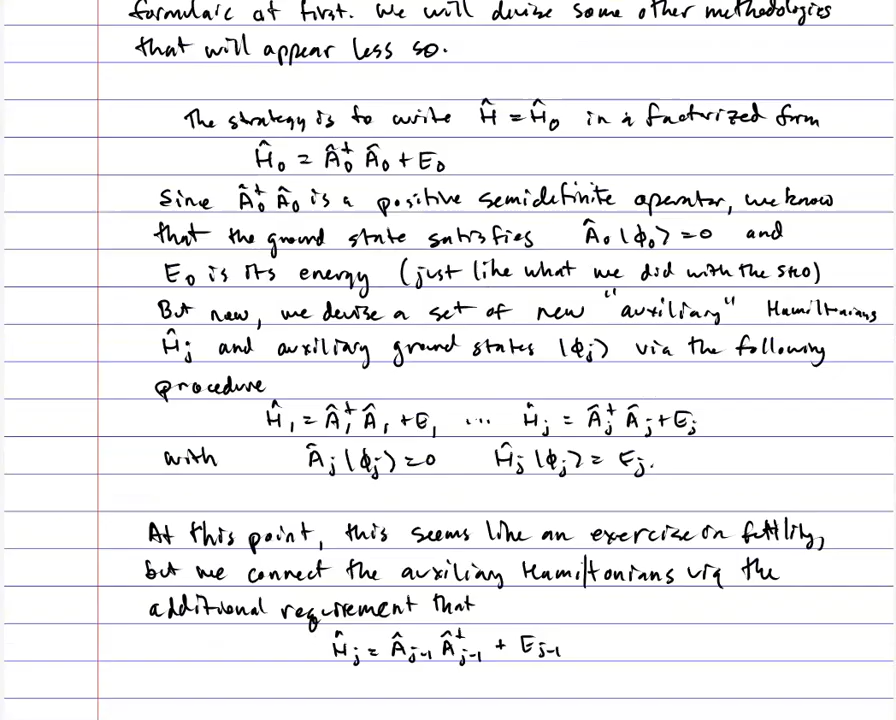 formulaic at first. We will devise some other methodologies
that will appear less so.
The strategy is to write Ĥ = Ĥ₀ in a factorized form
Ĥ₀ = Â₀† Â₀ + E₀
Since Â₀† Â₀ is a positive semidefinite operator, we know
that the ground state satisfies Â₀|ϕ₀⟩ = 0 and
E₀ is its energy (just like what we did with the SHO)
But now, we devise a set of new "auxiliary" Hamiltonians
Ĥⱼ and auxiliary ground states |ϕⱼ⟩ via the following
procedure
Ĥ₁ = Â₁† Â₁ + E₁ ... Ĥⱼ = Âⱼ† Âⱼ + Eⱼ
with Âⱼ|ϕⱼ⟩ = 0 Ĥⱼ|ϕⱼ⟩ = Eⱼ.
At this point, this seems like an exercise in futility,
but we connect the auxiliary Hamiltonians via the
additional requirement that
Ĥⱼ = Âⱼ₋₁ Âⱼ₋₁† + Eⱼ₋₁